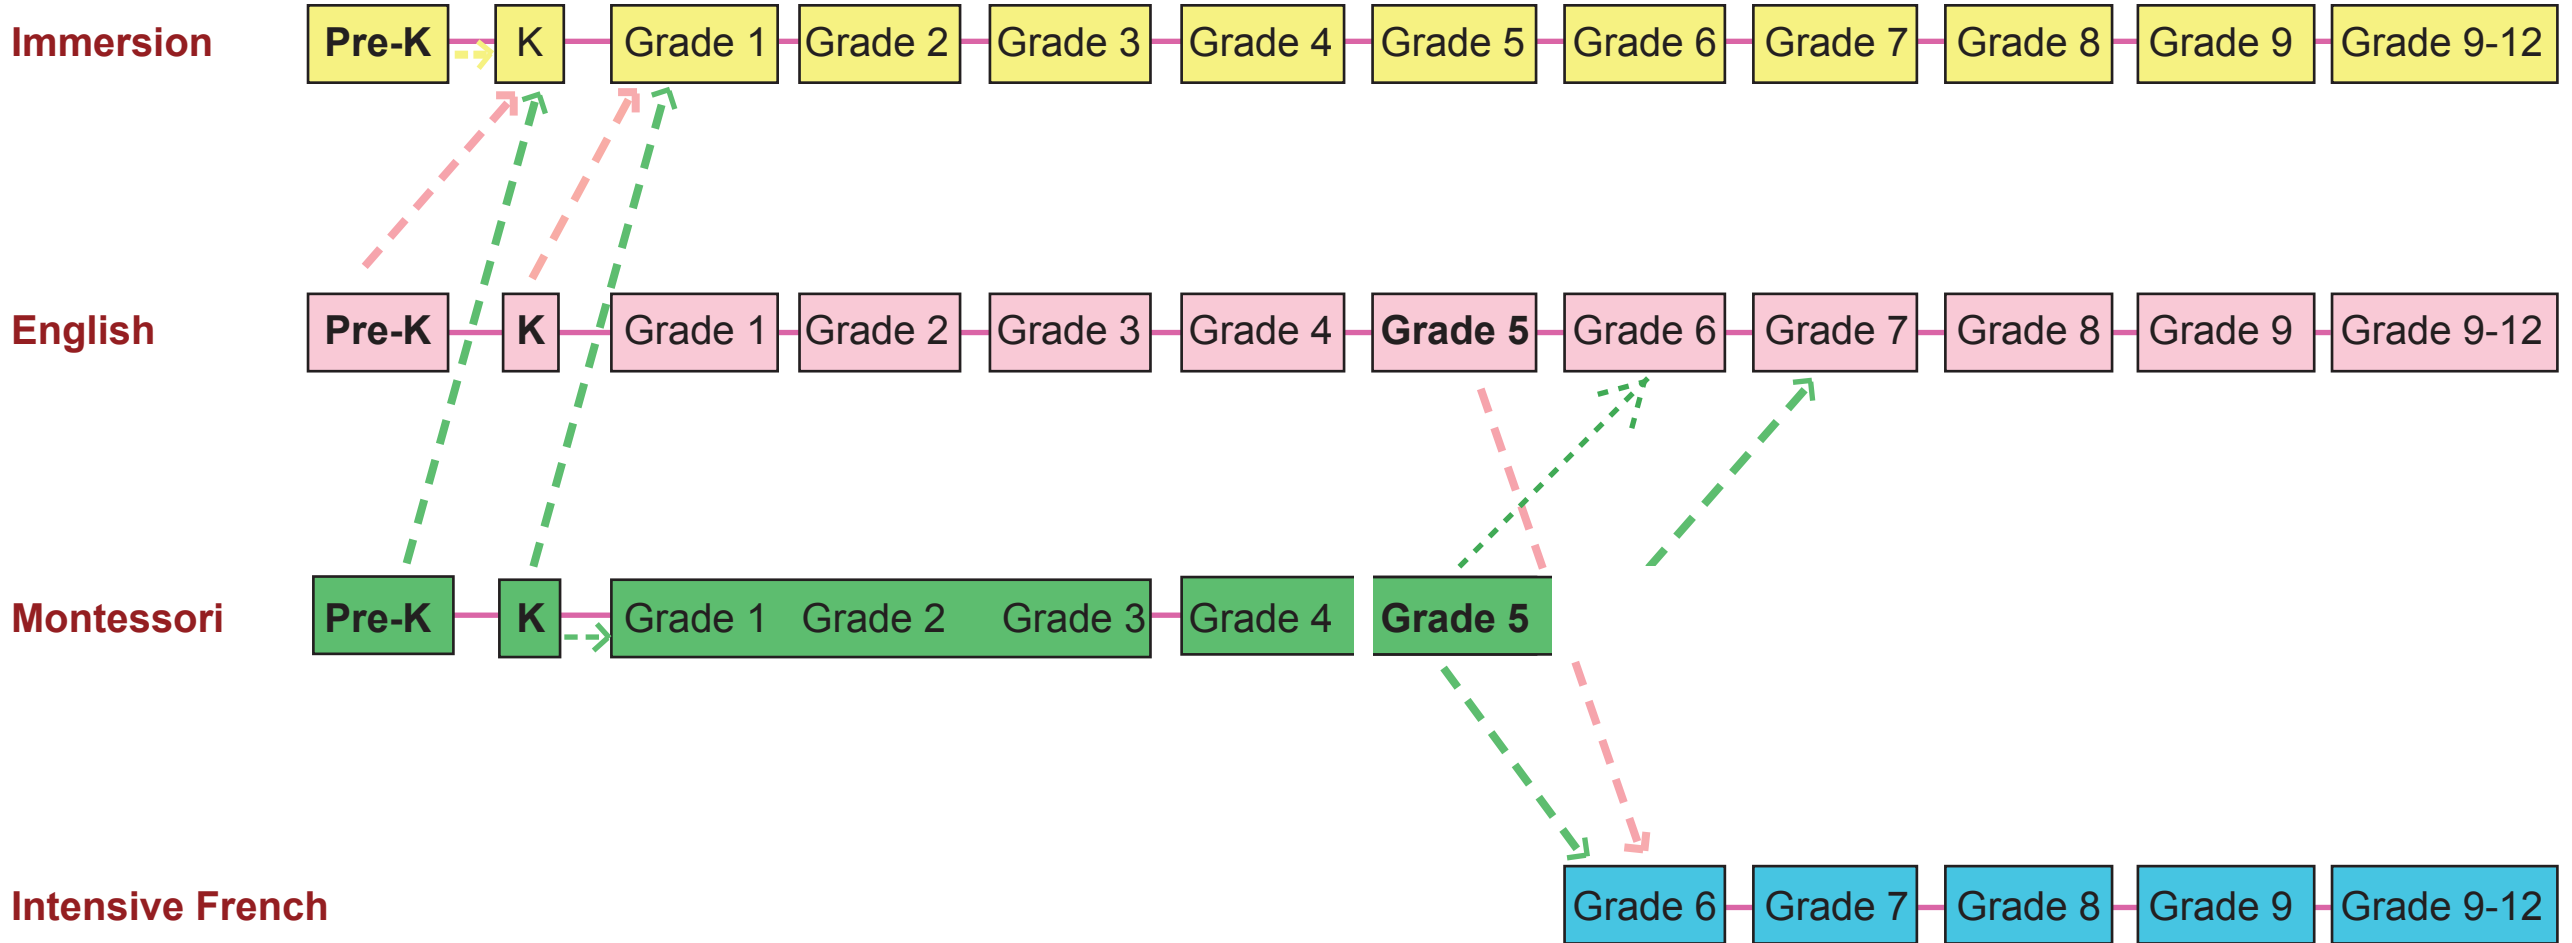 Immersion Pre-K K Grade 1 Grade 2 Grade 3 Grade 4 Grade 5 Grade 6 Grade 7 Grade 8 Grade 9 Grade 9-12
English Pre-K K Grade 1 Grade 2 Grade 3 Grade 4 Grade 5 Grade 6 Grade 7 Grade 8 Grade 9 Grade 9-12
Montessori Pre-K K Grade 1 Grade 2 Grade 3 Grade 4 Grade 5
Intensive French Grade 6 Grade 7 Grade 8 Grade 9 Grade 9-12